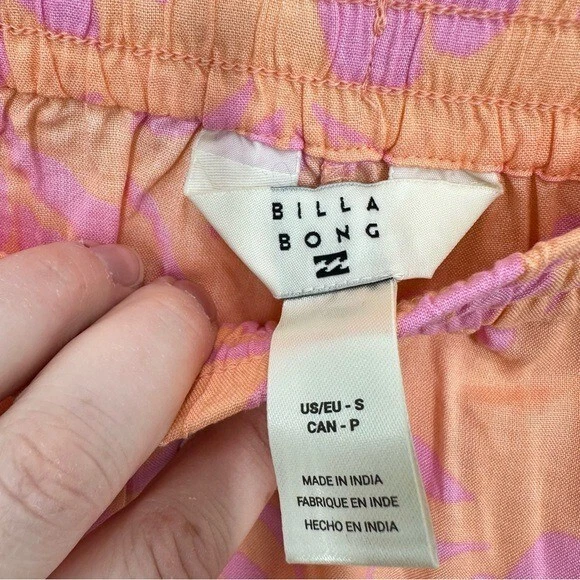 BILLA
BONG
US/EU - S
CAN - P
MADE IN INDIA
FABRIQUE EN INDE
HECHO EN INDIA